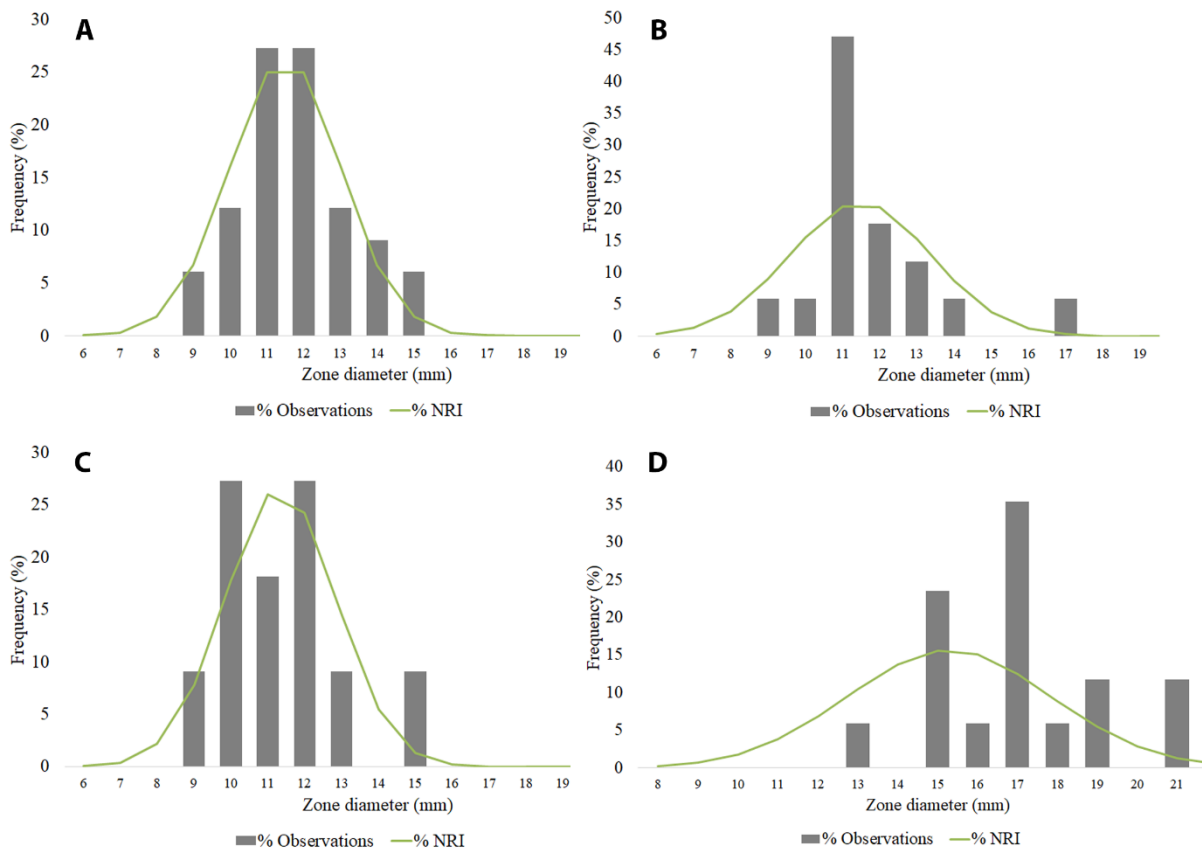 A
Frequency (%)
30
25
20
15
10
5
0
6 7 8 9 10 11 12 13 14 15 16 17 18 19
Zone diameter (mm)
% Observations % NRI
B
Frequency (%)
50
45
40
35
30
25
20
15
10
5
0
6 7 8 9 10 11 12 13 14 15 16 17 18 19
Zone diameter (mm)
% Observations % NRI
C
Frequency (%)
30
25
20
15
10
5
0
6 7 8 9 10 11 12 13 14 15 16 17 18 19
Zone diameter (mm)
% Observations % NRI
D
Frequency (%)
40
35
30
25
20
15
10
5
0
8 9 10 11 12 13 14 15 16 17 18 19 20 21
Zone diameter (mm)
% Observations % NRI